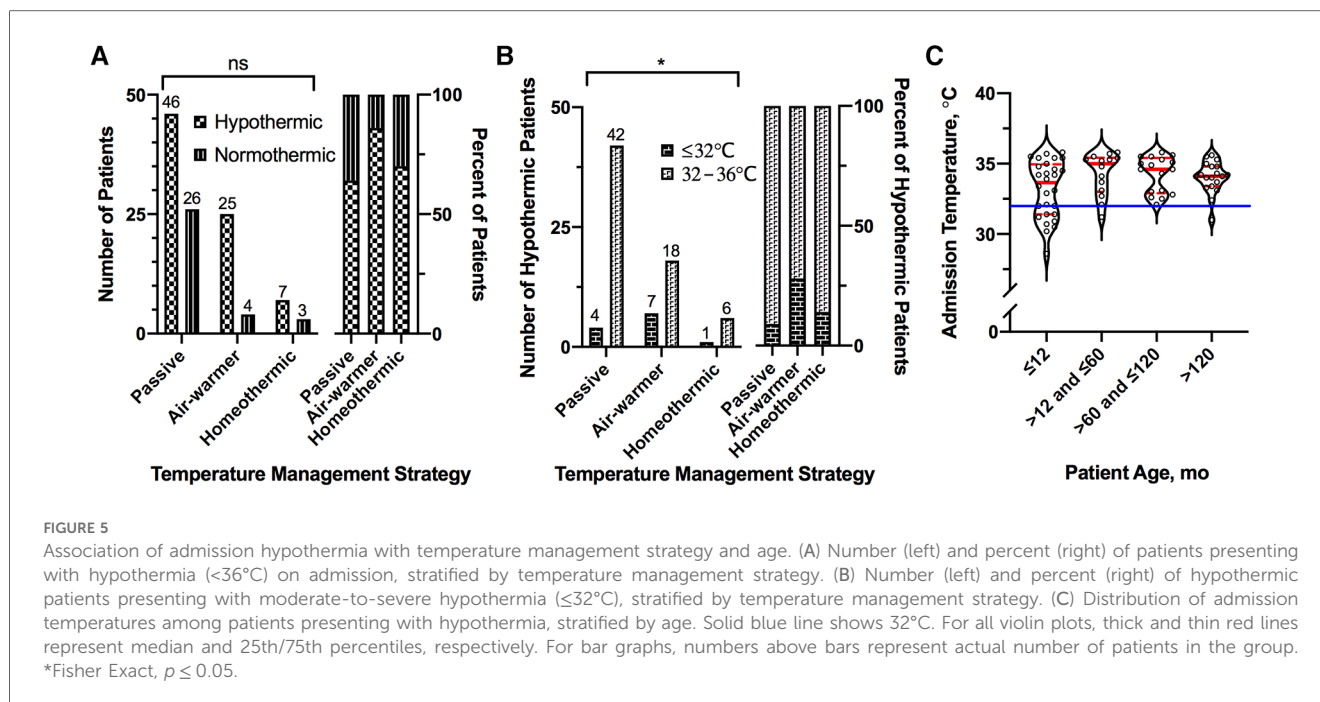 A
ns
50
25
0
46
26
25
4
7
3
Hypothermic
Normothermic
100
50
0
Number of Patients
Percent of Patients
Passive
Air-warmer
Homeothermic
Passive
Air-warmer
Homeothermic
Temperature Management Strategy
B
*
50
25
0
4
42
7
18
1
6
≤32°C
32–36°C
100
50
0
Number of Hypothermic Patients
Percent of Hypothermic Patients
Passive
Air-warmer
Homeothermic
Passive
Air-warmer
Homeothermic
Temperature Management Strategy
C
40
35
30
0
Admission Temperature, °C
≤12
>12 and ≤60
>60 and ≤120
>120
Patient Age, mo
FIGURE 5
Association of admission hypothermia with temperature management strategy and age. (A) Number (left) and percent (right) of patients presenting
with hypothermia (<36°C) on admission, stratified by temperature management strategy. (B) Number (left) and percent (right) of hypothermic
patients presenting with moderate-to-severe hypothermia (≤32°C), stratified by temperature management strategy. (C) Distribution of admission
temperatures among patients presenting with hypothermia, stratified by age. Solid blue line shows 32°C. For all violin plots, thick and thin red lines
represent median and 25th/75th percentiles, respectively. For bar graphs, numbers above bars represent actual number of patients in the group.
*Fisher Exact, p ≤ 0.05.